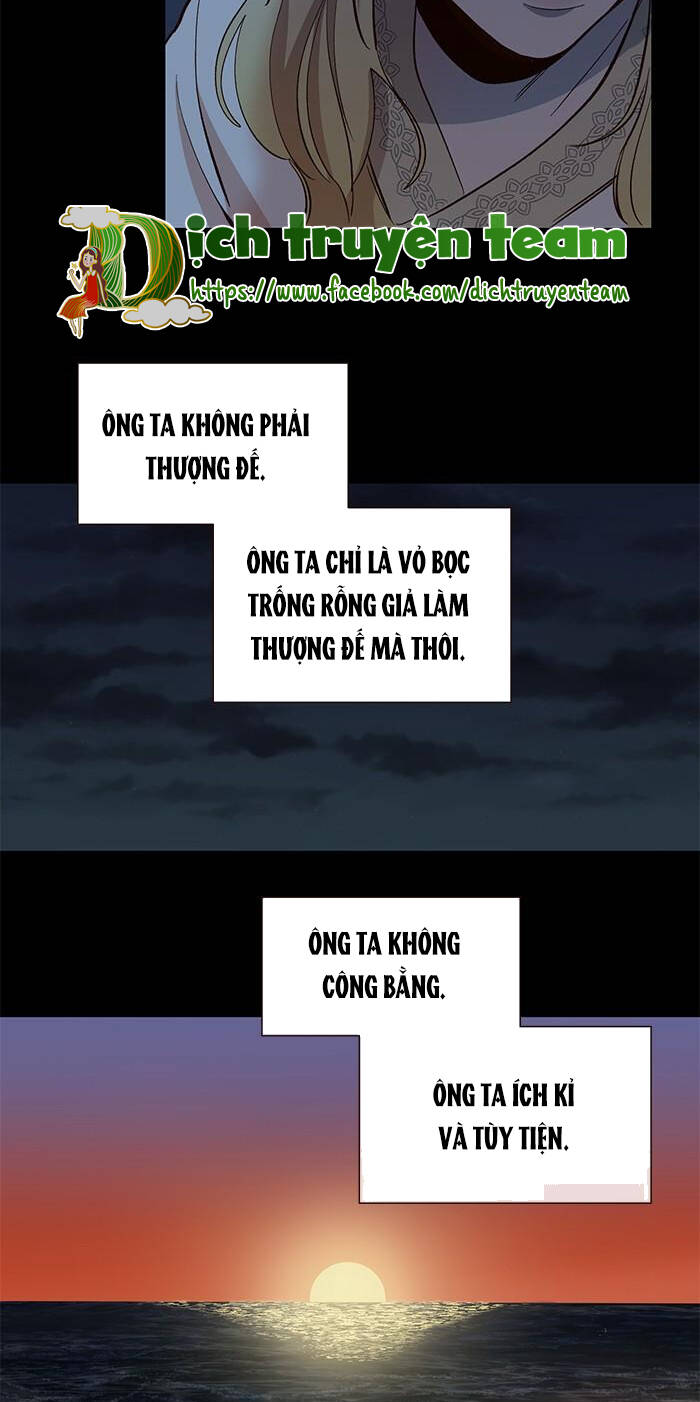 Dịch truyện team
https://www.facebook.com/dichtruyenteam
ÔNG TA KHÔNG PHẢI
THƯỢNG ĐẾ.
ÔNG TA CHỈ LÀ VỎ BỌC
TRỐNG RỖNG GIẢ LÀM
THƯỢNG ĐẾ MÀ THÔI.
ÔNG TA KHÔNG
CÔNG BẰNG.
ÔNG TA ÍCH KỈ
VÀ TÙY TIỆN.